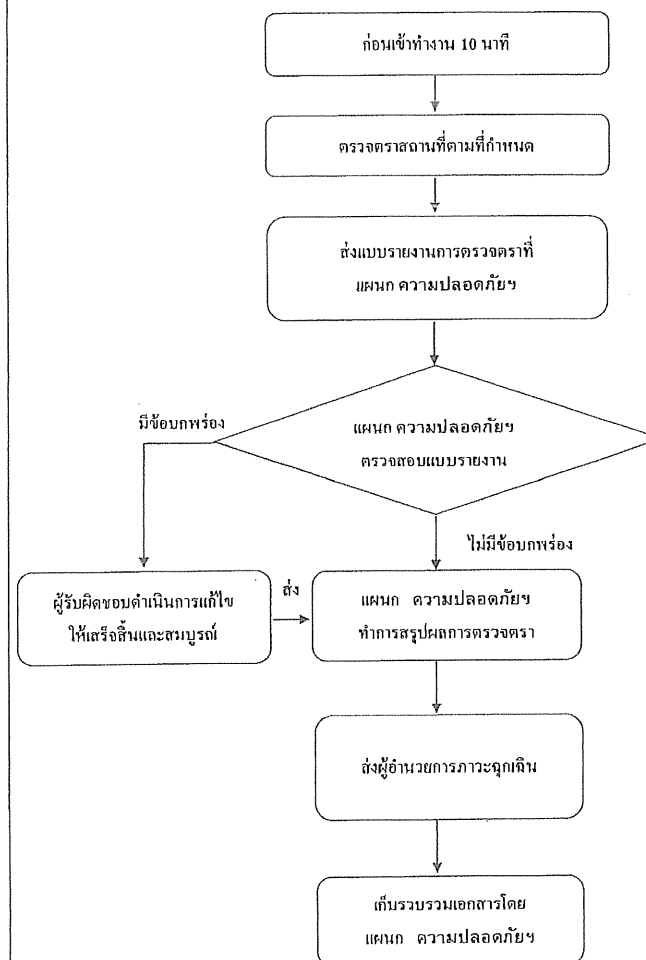 ก่อนเข้าทำงาน 10 นาที
ตรวจตราสถานที่ตามที่กำหนด
ส่งแบบรายงานการตรวจตราที่
แผนก ความปลอดภัยฯ
แผนก ความปลอดภัยฯ
ตรวจสอบแบบรายงาน
มีข้อบกพร่อง
ไม่มีข้อบกพร่อง
ผู้รับผิดชอบดำเนินการแก้ไข
ให้เสร็จสิ้นและสมบูรณ์
ส่ง
แผนก ความปลอดภัยฯ
ทำการสรุปผลการตรวจตรา
ส่งผู้อำนวยการภาวะฉุกเฉิน
เก็บรวบรวมเอกสารโดย
แผนก ความปลอดภัยฯ